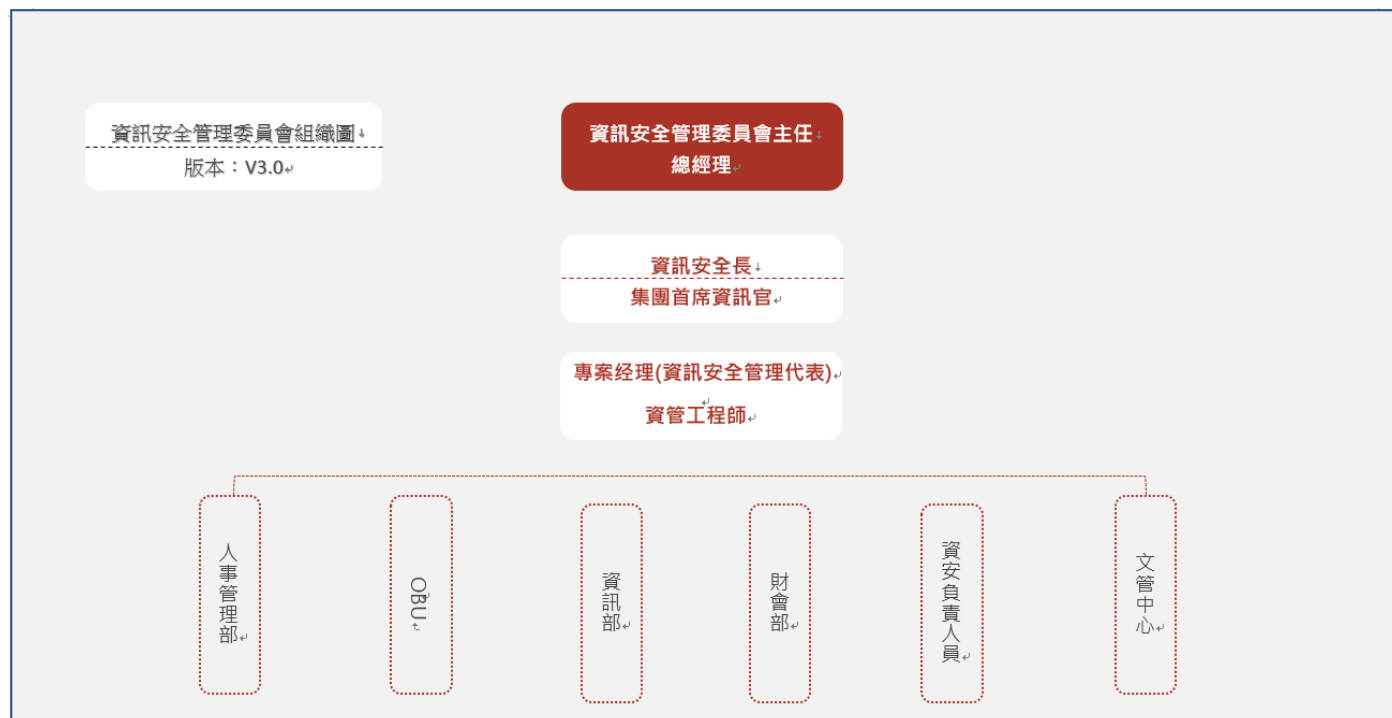 資訊安全管理委員會組織圖
版本：V3.0
資訊安全管理委員會主任
總經理
資訊安全長
集團首席資訊官
專案经理(資訊安全管理代表)
資管工程師
人事管理部
OBU
資訊部
財會部
資安負責人員
文管中心